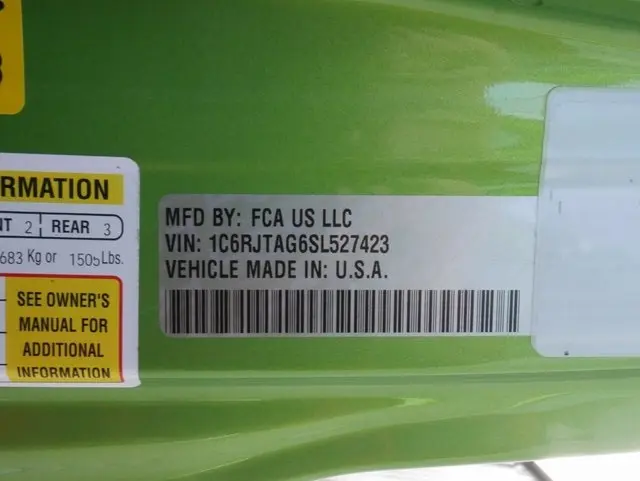 RMATION
NT 2 REAR 3
683 Kg or 1505 Lbs.
SEE OWNER'S
MANUAL FOR
ADDITIONAL
INFORMATION
MFD BY: FCA US LLC
VIN: 1C6RJTAG6SL527423
VEHICLE MADE IN: U.S.A.